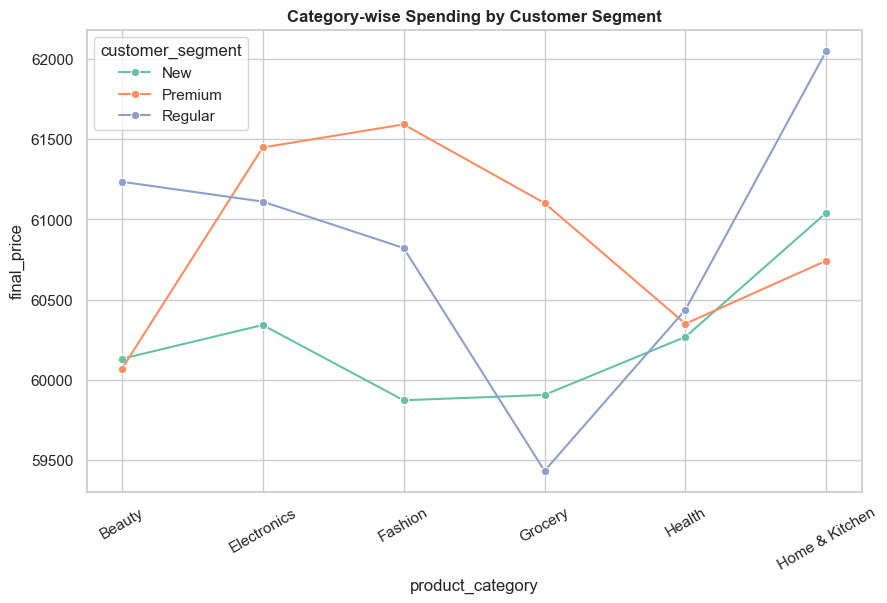 Category-wise Spending by Customer Segment
customer_segment
New
Premium
Regular
62000
61500
61000
60500
60000
59500
final_price
Beauty
Electronics
Fashion
Grocery
Health
Home & Kitchen
product_category